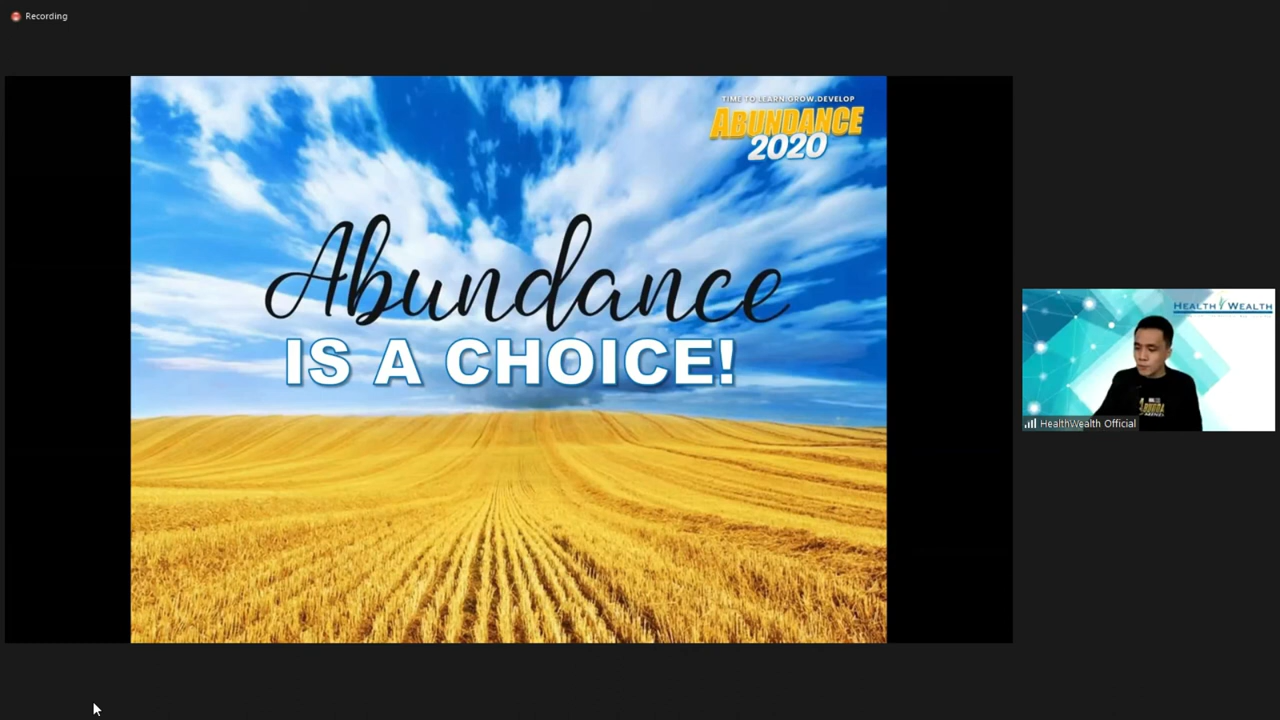 Recording
TIME TO LEARN.GROW.DEVELOP
ABUNDANCE
2020
Abundance
IS A CHOICE!
HEALTH WEALTH
HealthWealth Official